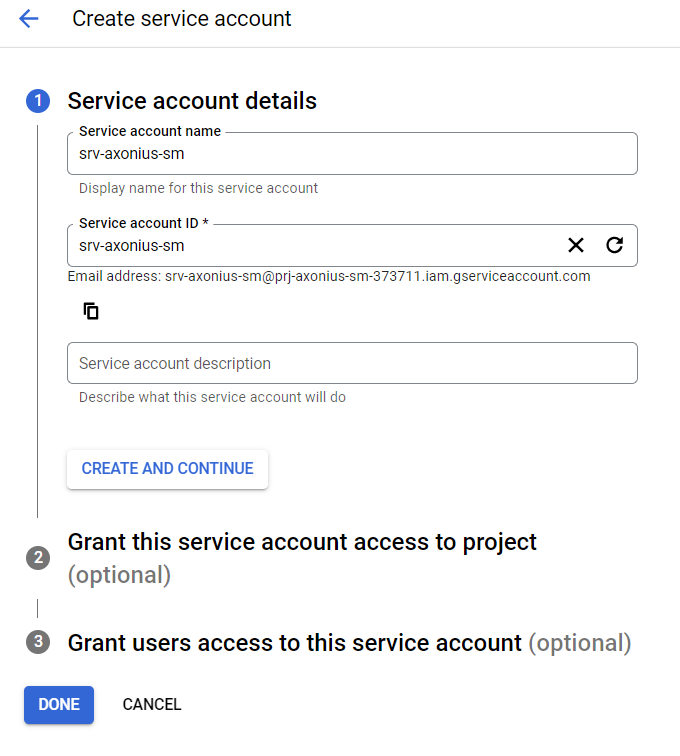 Create service account
1
Service account details
Service account name
srv-axonius-sm
Display name for this service account
Service account ID *
srv-axonius-sm
Email address: srv-axonius-sm@prj-axonius-sm-373711.iam.gserviceaccount.com
Service account description
Describe what this service account will do
CREATE AND CONTINUE
2
Grant this service account access to project
(optional)
3
Grant users access to this service account (optional)
DONE
CANCEL